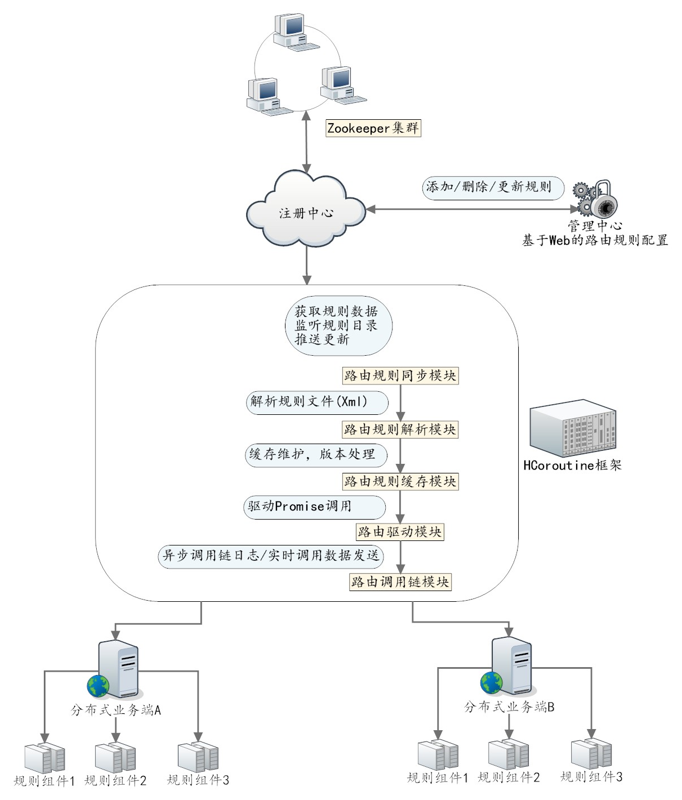 Zookeeper集群
添加/删除/更新规则
注册中心
管理中心
基于Web的路由规则配置
获取规则数据
监听规则目录
推送更新
路由规则同步模块
解析规则文件(Xml)
路由规则解析模块
缓存维护，版本处理
HCoroutine框架
路由规则缓存模块
驱动Promise调用
路由驱动模块
异步调用链日志/实时调用数据发送
路由调用链模块
分布式业务端A
分布式业务端B
规则组件1
规则组件2
规则组件3
规则组件1
规则组件2
规则组件3